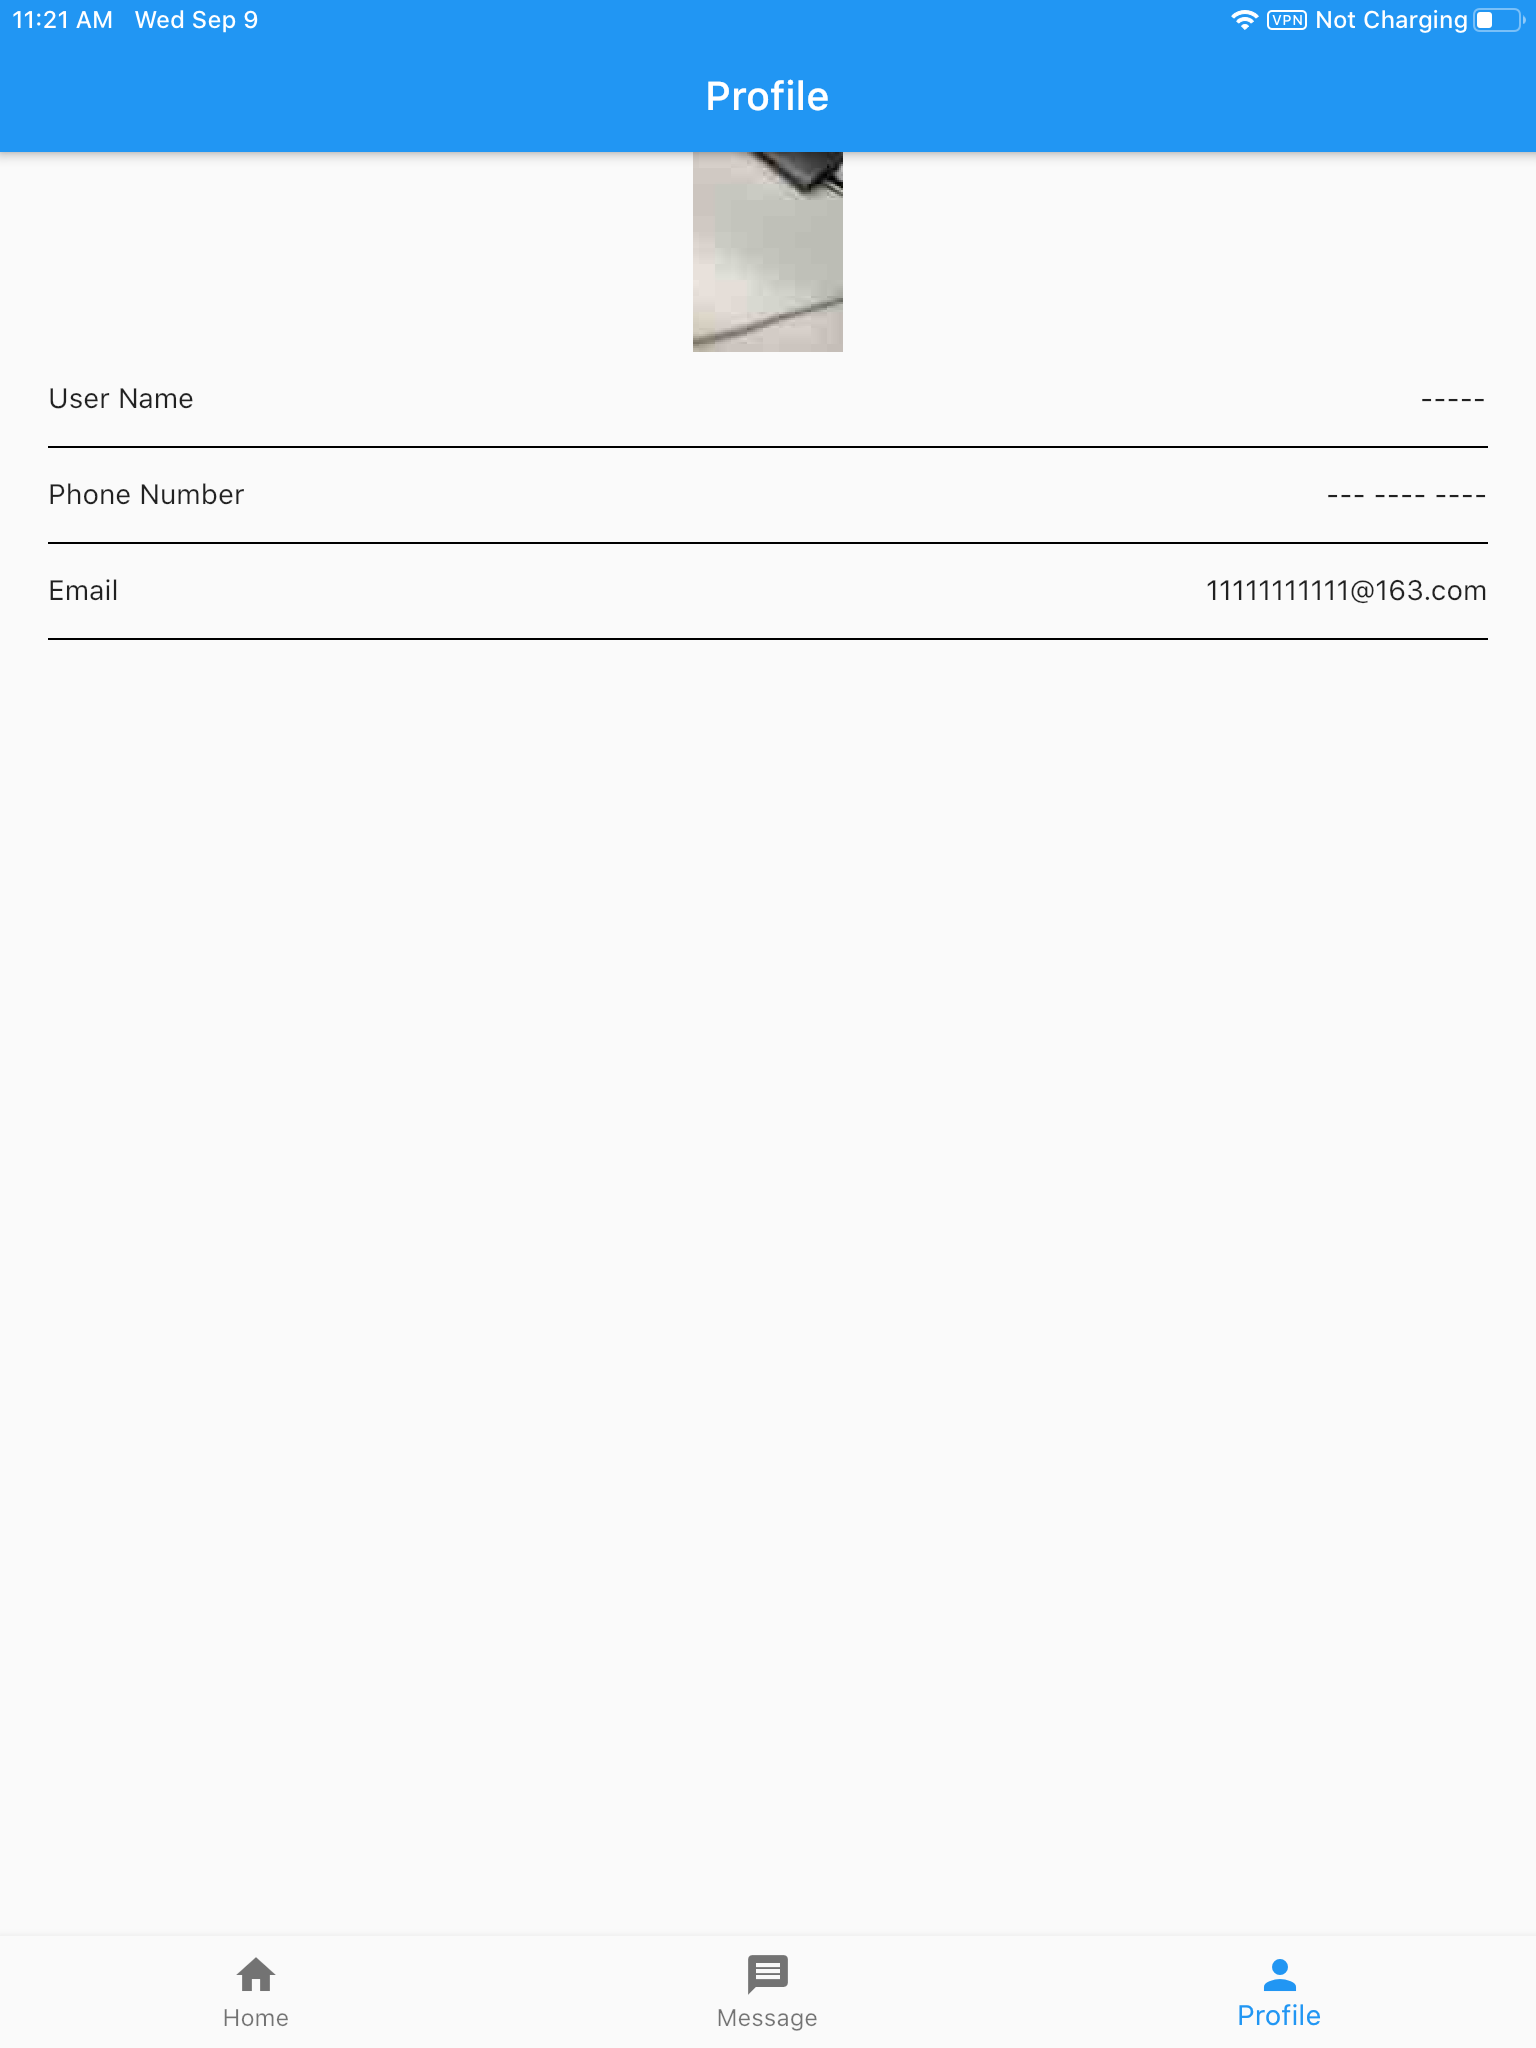 11:21 AM Wed Sep 9 VPN Not Charging
Profile
User Name -----
Phone Number --- ---- ----
Email 11111111111@163.com
Home Message Profile